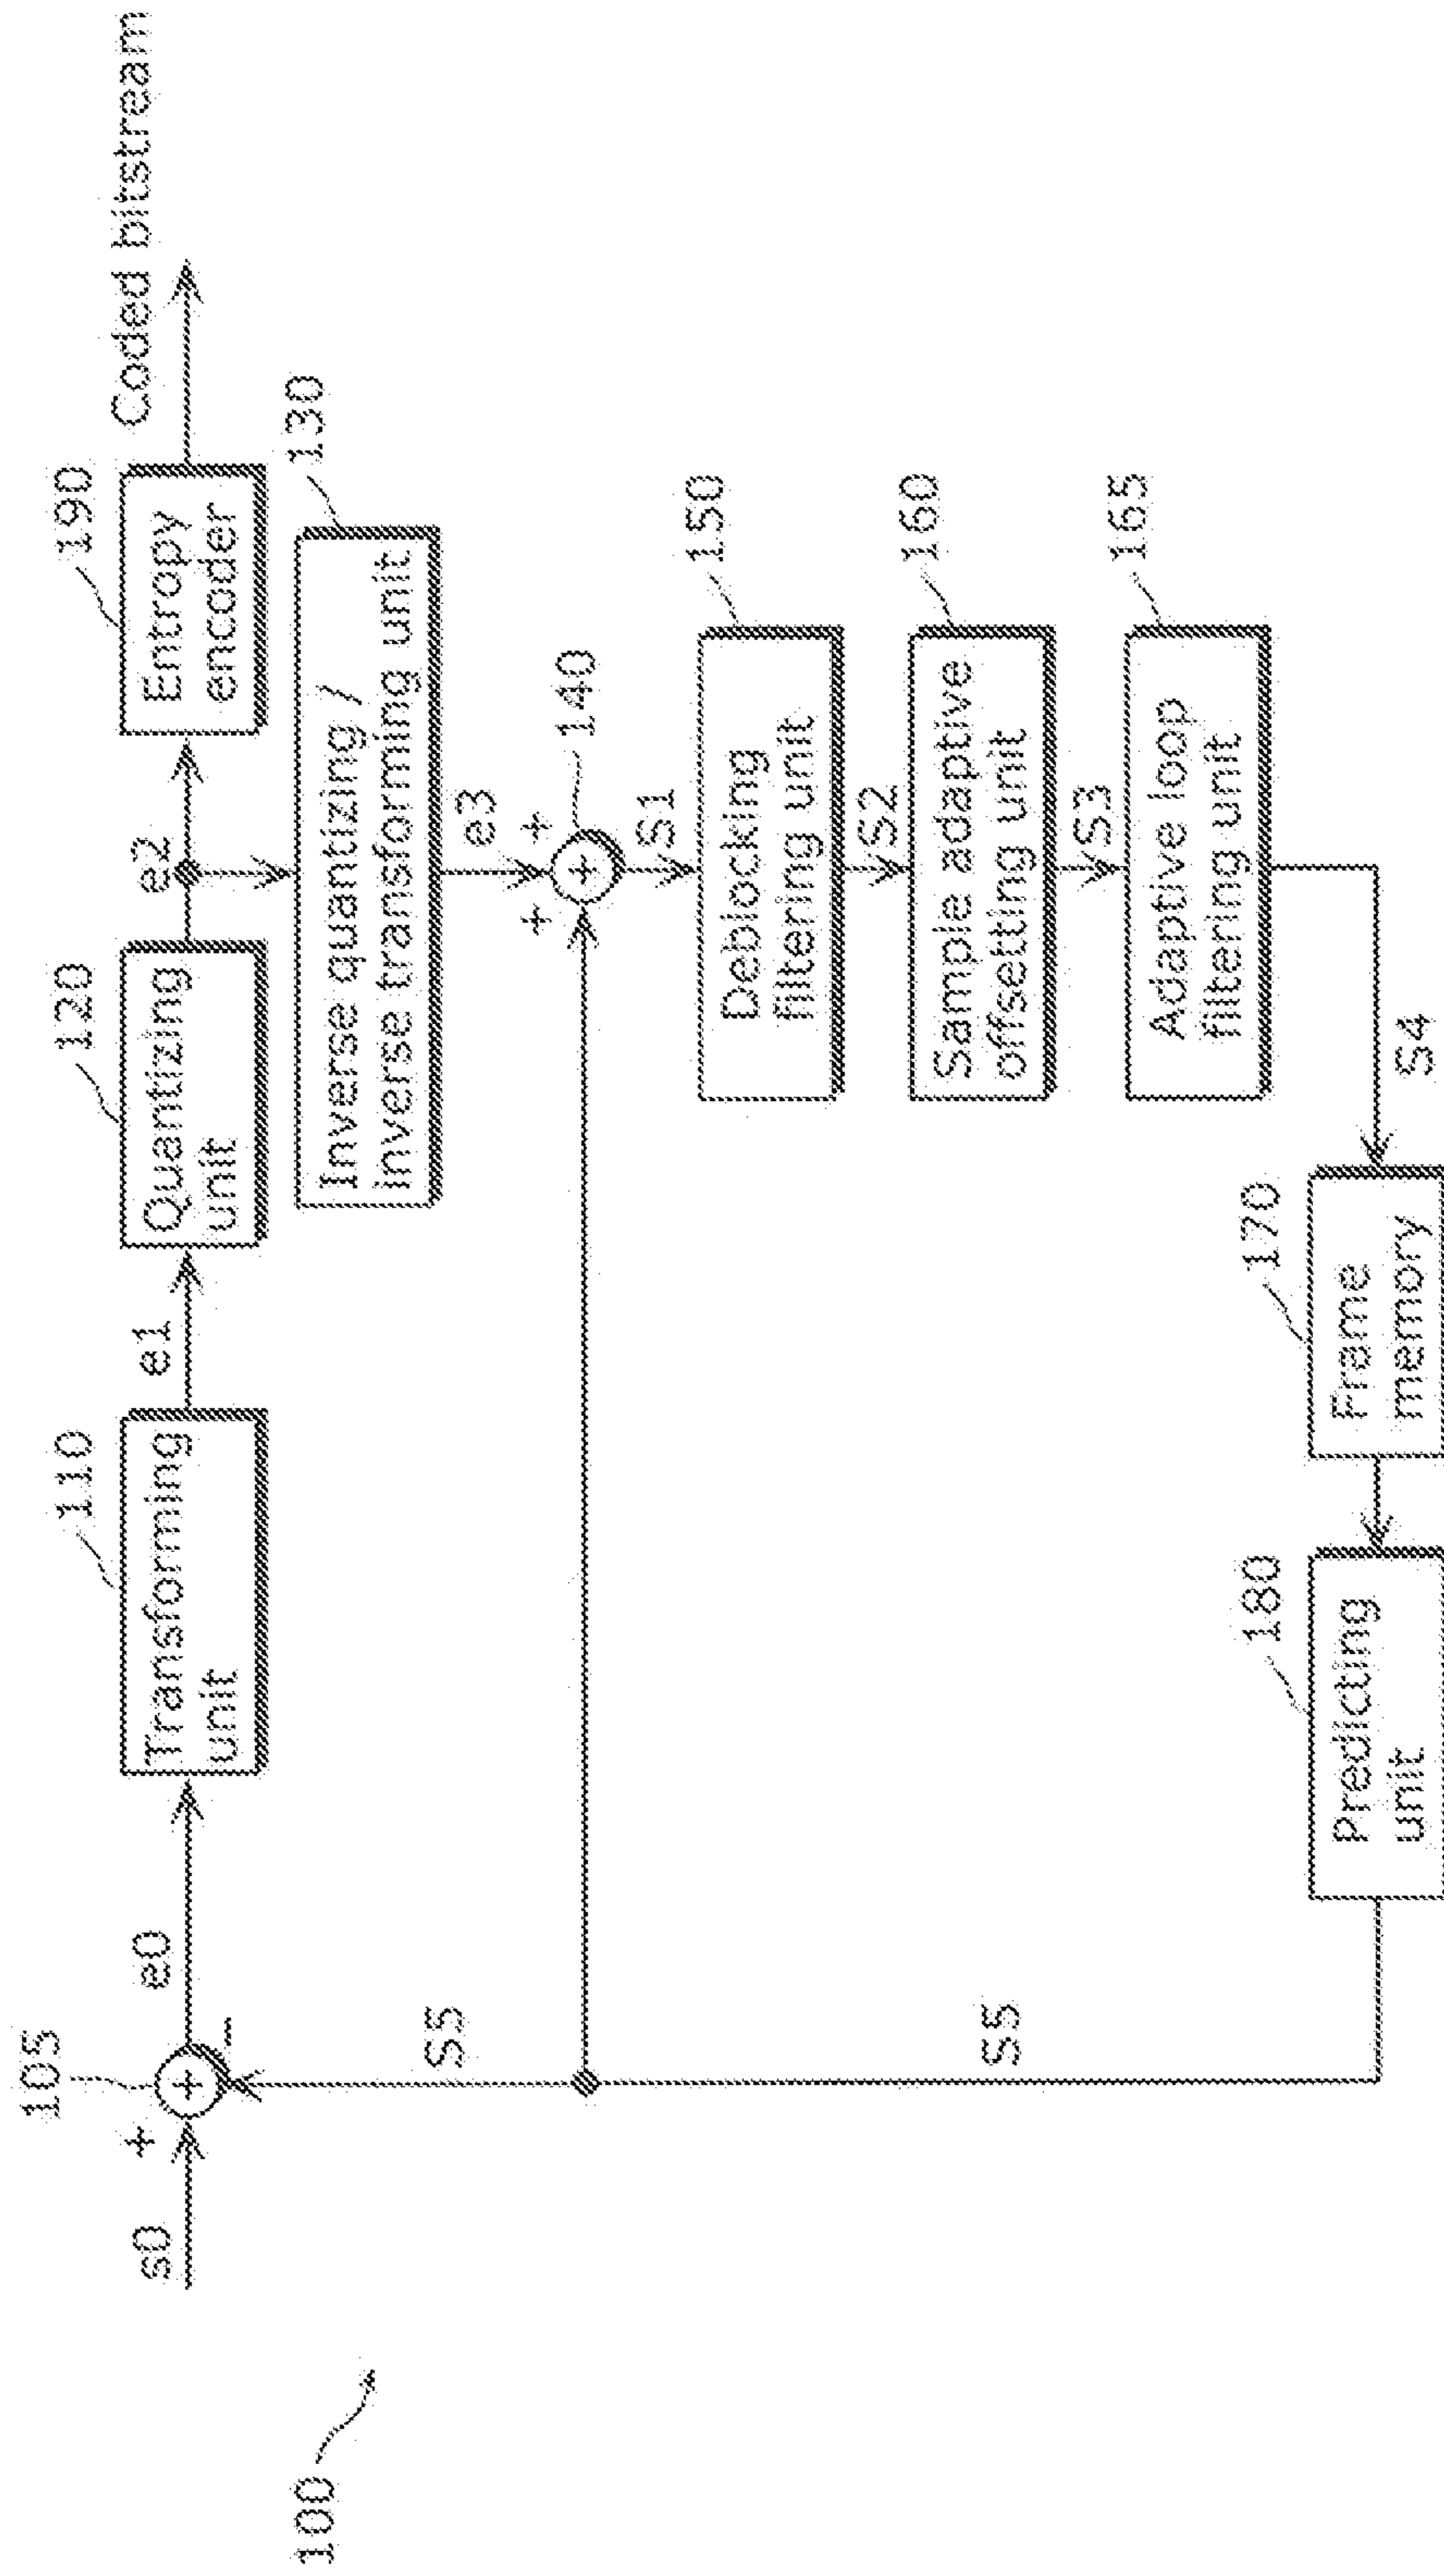 100
s0
+
105
+
−
e0
110
Transforming
unit
e1
120
Quantizing
unit
e2
190
Entropy
encoder
Coded bitstream
130
Inverse quantizing /
inverse transforming unit
e3
S5
+
+
+
140
S1
150
Deblocking
filtering unit
S2
160
Sample adaptive
offsetting unit
S3
165
Adaptive loop
filtering unit
S4
170
Frame
memory
180
Predicting
unit
S5